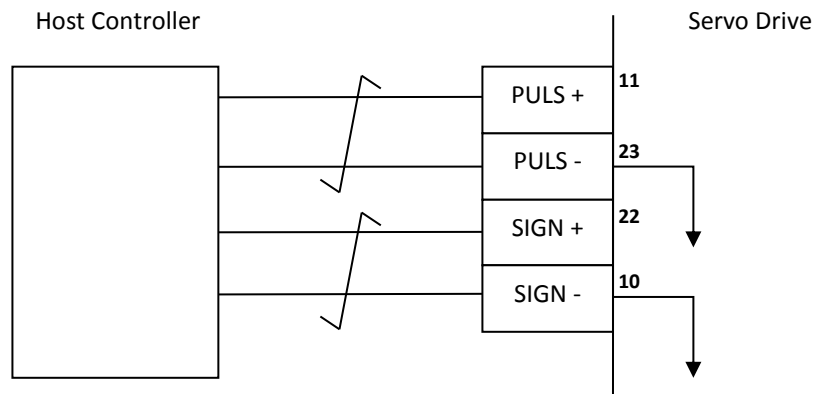 Host Controller
Servo Drive
PULS +
11
PULS -
23
SIGN +
22
SIGN -
10